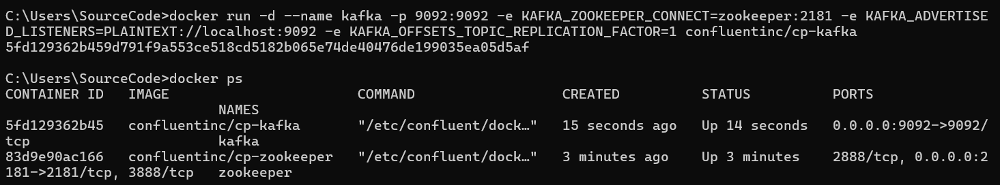 C:\Users\SourceCode>docker run -d --name kafka -p 9092:9092 -e KAFKA_ZOOKEEPER_CONNECT=zookeeper:2181 -e KAFKA_ADVERTISE
D_LISTENERS=PLAINTEXT://localhost:9092 -e KAFKA_OFFSETS_TOPIC_REPLICATION_FACTOR=1 confluentinc/cp-kafka
5fd129362b459d791f9a553ce518cd5182b065e74de40476de199035ea05d5af
C:\Users\SourceCode>docker ps
CONTAINER ID   IMAGE                       COMMAND                  CREATED          STATUS          PORTS
                          NAMES
5fd129362b45   confluentinc/cp-kafka       "/etc/confluent/dock…"   15 seconds ago   Up 14 seconds   0.0.0.0:9092->9092/
tcp                       kafka
83d9e90ac166   confluentinc/cp-zookeeper   "/etc/confluent/dock…"   3 minutes ago    Up 3 minutes    2888/tcp, 0.0.0.0:2
181->2181/tcp, 3888/tcp   zookeeper